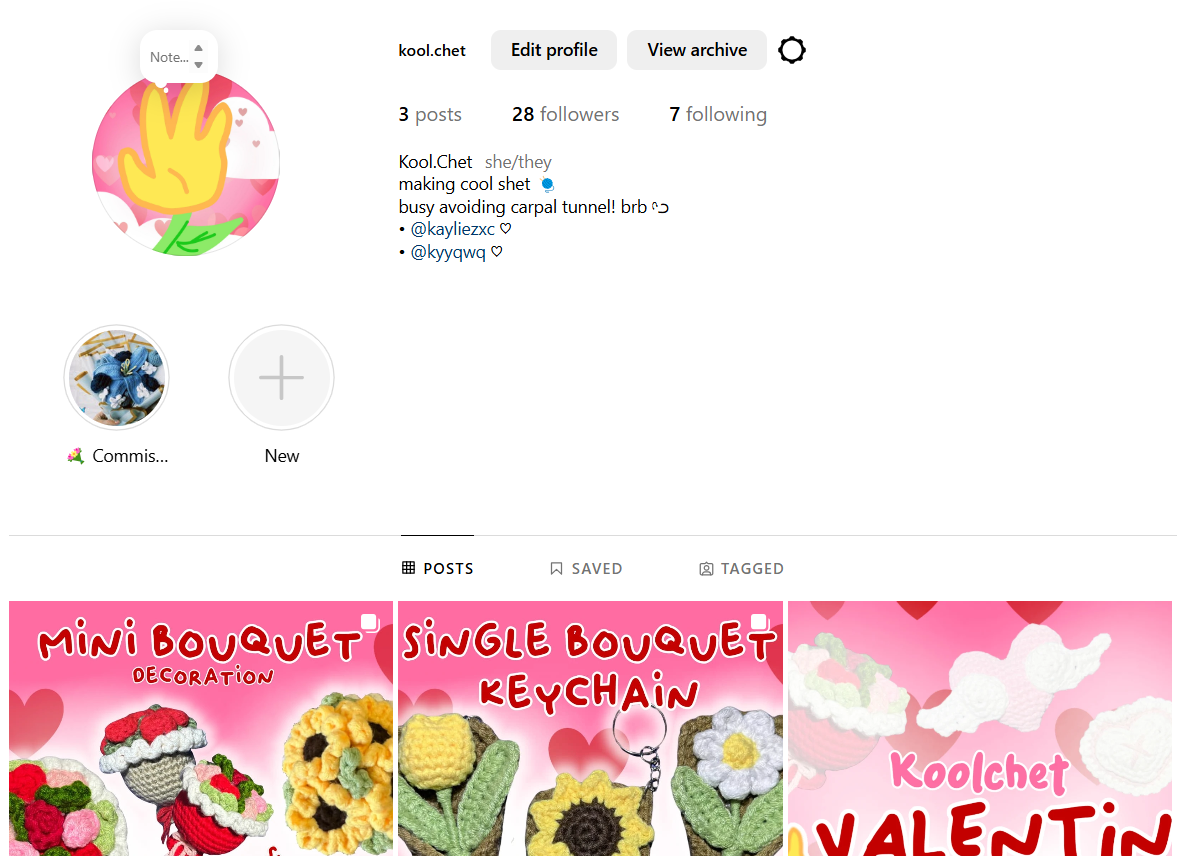 Note...
kool.chet
Edit profile
View archive
3 posts
28 followers
7 following
Kool.Chet she/they
making cool shet
busy avoiding carpal tunnel! brb
• @kayliezxc ♡
• @kyyqwq ♡
Commis...
New
POSTS
SAVED
TAGGED
MiNi BOUQUET
DECORATiON
SiNGLE BOUQUET
KEYCHAiN
Koolchet
VALENTiN